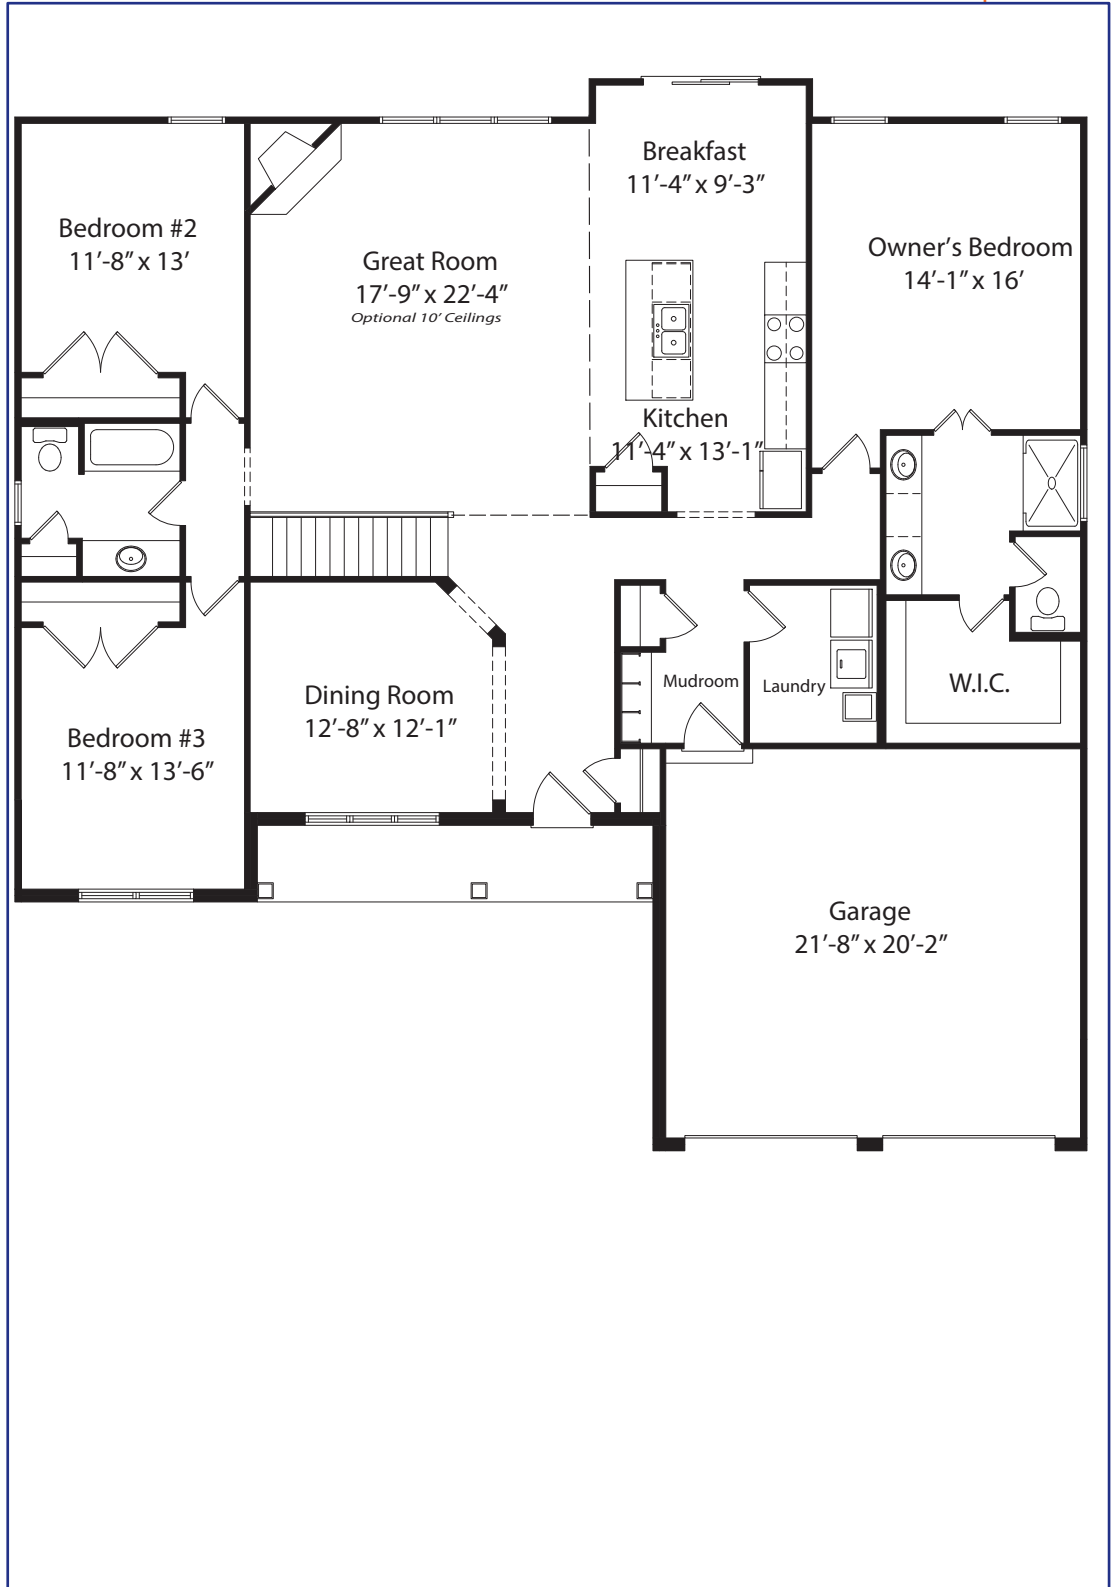 Breakfast
11’-4” x 9’-3”
Bedroom #2
11’-8” x 13’
Great Room
17’-9” x 22’-4”
Optional 10’ Ceilings
Owner’s Bedroom
14’-1” x 16’
Kitchen
11’-4” x 13’-1”
Mudroom
Laundry
W.I.C.
Dining Room
12’-8” x 12’-1”
Bedroom #3
11’-8” x 13’-6”
Garage
21’-8” x 20’-2”